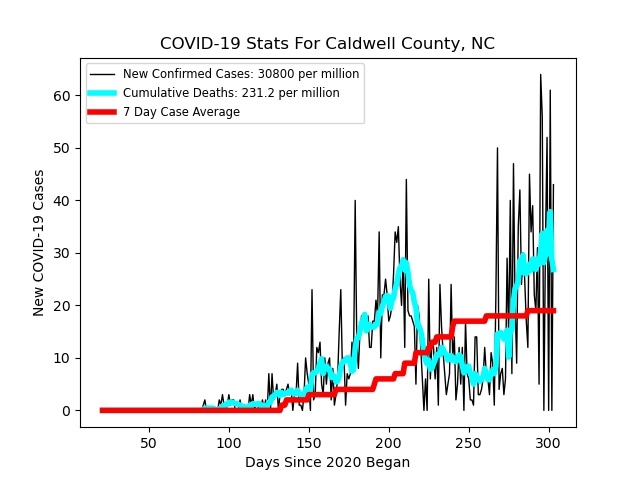 COVID-19 Stats For Caldwell County, NC
New Confirmed Cases: 30800 per million
Cumulative Deaths: 231.2 per million
7 Day Case Average
New COVID-19 Cases
60
50
40
30
20
10
0
50 100 150 200 250 300
Days Since 2020 Began